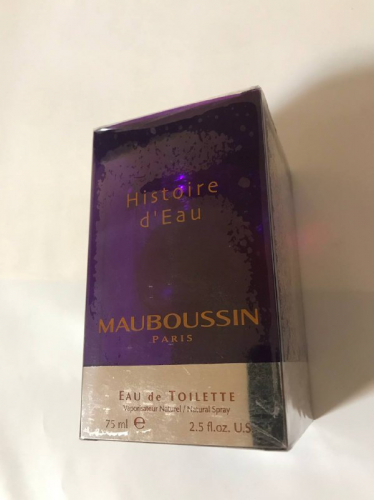 Histoire
d'Eau
MAUBOUSSIN
PARIS
EAU de TOILETTE
Vaporisateur Naturel / Natural Spray
75 ml e 2.5 fl.oz. U.S